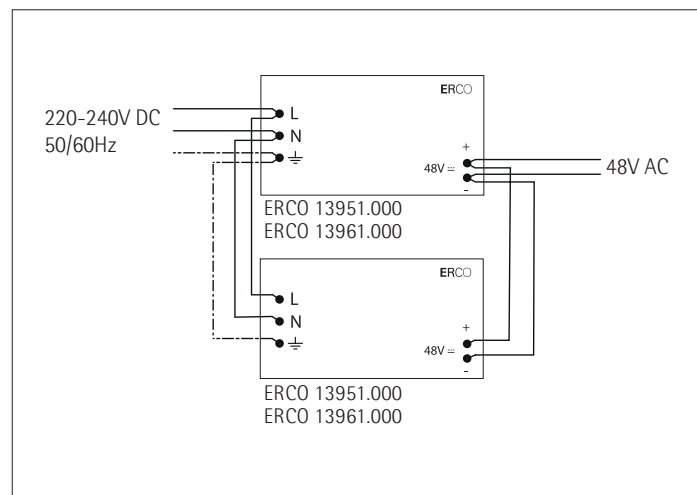 ERCO
220-240V DC
50/60Hz
L
N
+
48V ⎓
-
48V AC
ERCO 13951.000
ERCO 13961.000
ERCO
L
N
+
48V ⎓
-
ERCO 13951.000
ERCO 13961.000